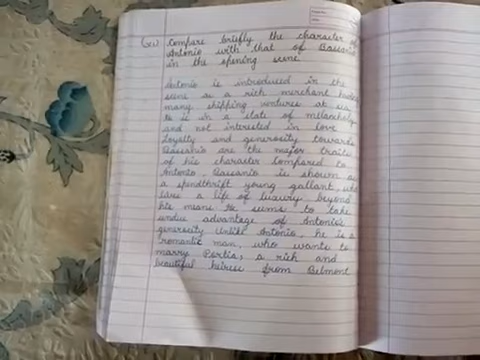 Compare briefly the character of
Antonio with that of Bassanio
in the opening scene
Antonio is introduced in the
scene as a rich merchant having
many shipping ventures at sea
He is in a state of melancholy
and not interested in love
Loyalty and generosity towards
Bassanio are the major traits
of his character Compared to
Antonio, Bassanio is shown as
a spendthrift young gallant, who
lives a life of luxury beyond
his means He sems to take
undue advantage of Antonio's
generosity Unlike Antonio, he is a
romantic man, who wants to
marry Portia, a rich and
beautiful heiress from Belmont